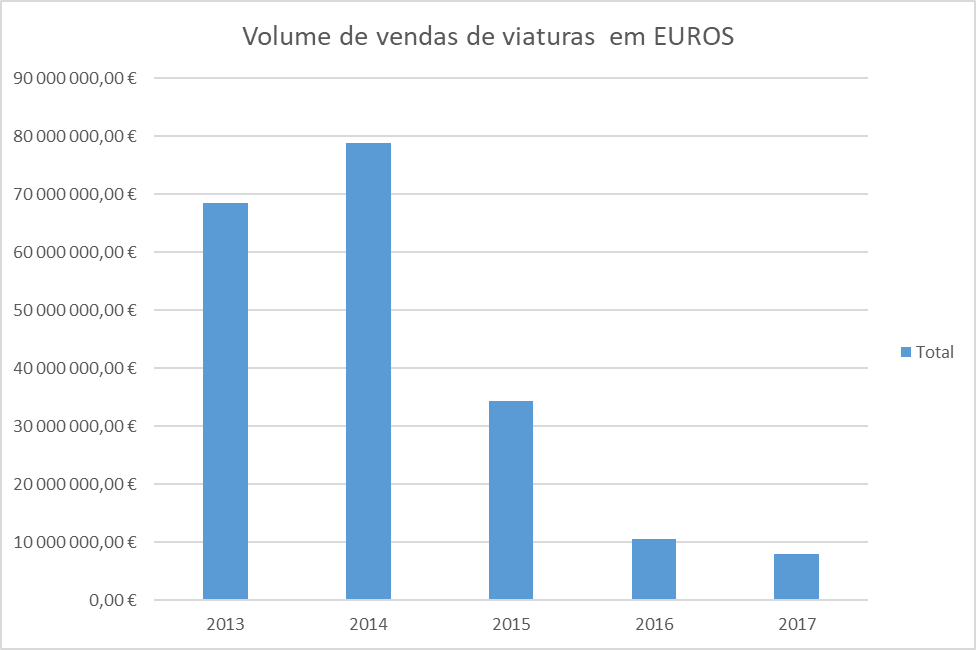 Volume de vendas de viaturas  em EUROS
90 000 000,00 €
80 000 000,00 €
70 000 000,00 €
60 000 000,00 €
50 000 000,00 €
40 000 000,00 €
30 000 000,00 €
20 000 000,00 €
10 000 000,00 €
0,00 €
2013 2014 2015 2016 2017
Total